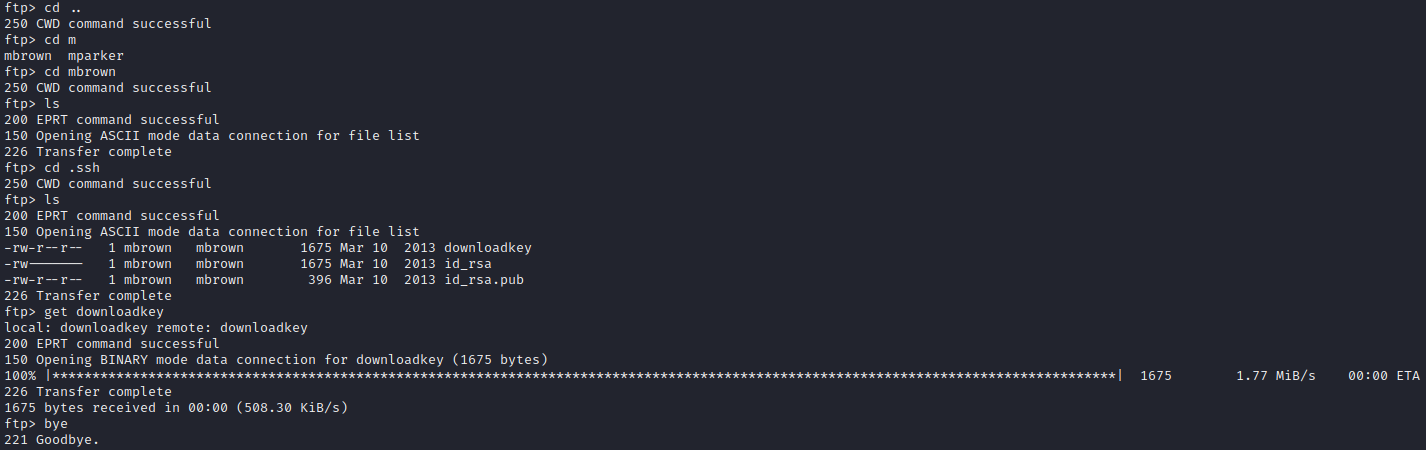 ftp> cd ..
250 CWD command successful
ftp> cd m
mbrown  mparker
ftp> cd mbrown
250 CWD command successful
ftp> ls
200 EPRT command successful
150 Opening ASCII mode data connection for file list
226 Transfer complete
ftp> cd .ssh
250 CWD command successful
ftp> ls
200 EPRT command successful
150 Opening ASCII mode data connection for file list
-rw-r--r--   1 mbrown   mbrown       1675 Mar 10  2013 downloadkey
-rw-------   1 mbrown   mbrown       1675 Mar 10  2013 id_rsa
-rw-r--r--   1 mbrown   mbrown        396 Mar 10  2013 id_rsa.pub
226 Transfer complete
ftp> get downloadkey
local: downloadkey remote: downloadkey
200 EPRT command successful
150 Opening BINARY mode data connection for downloadkey (1675 bytes)
100% |*************************************************************************************************************************************|  1675        1.77 MiB/s    00:00 ETA
226 Transfer complete
1675 bytes received in 00:00 (508.30 KiB/s)
ftp> bye
221 Goodbye.